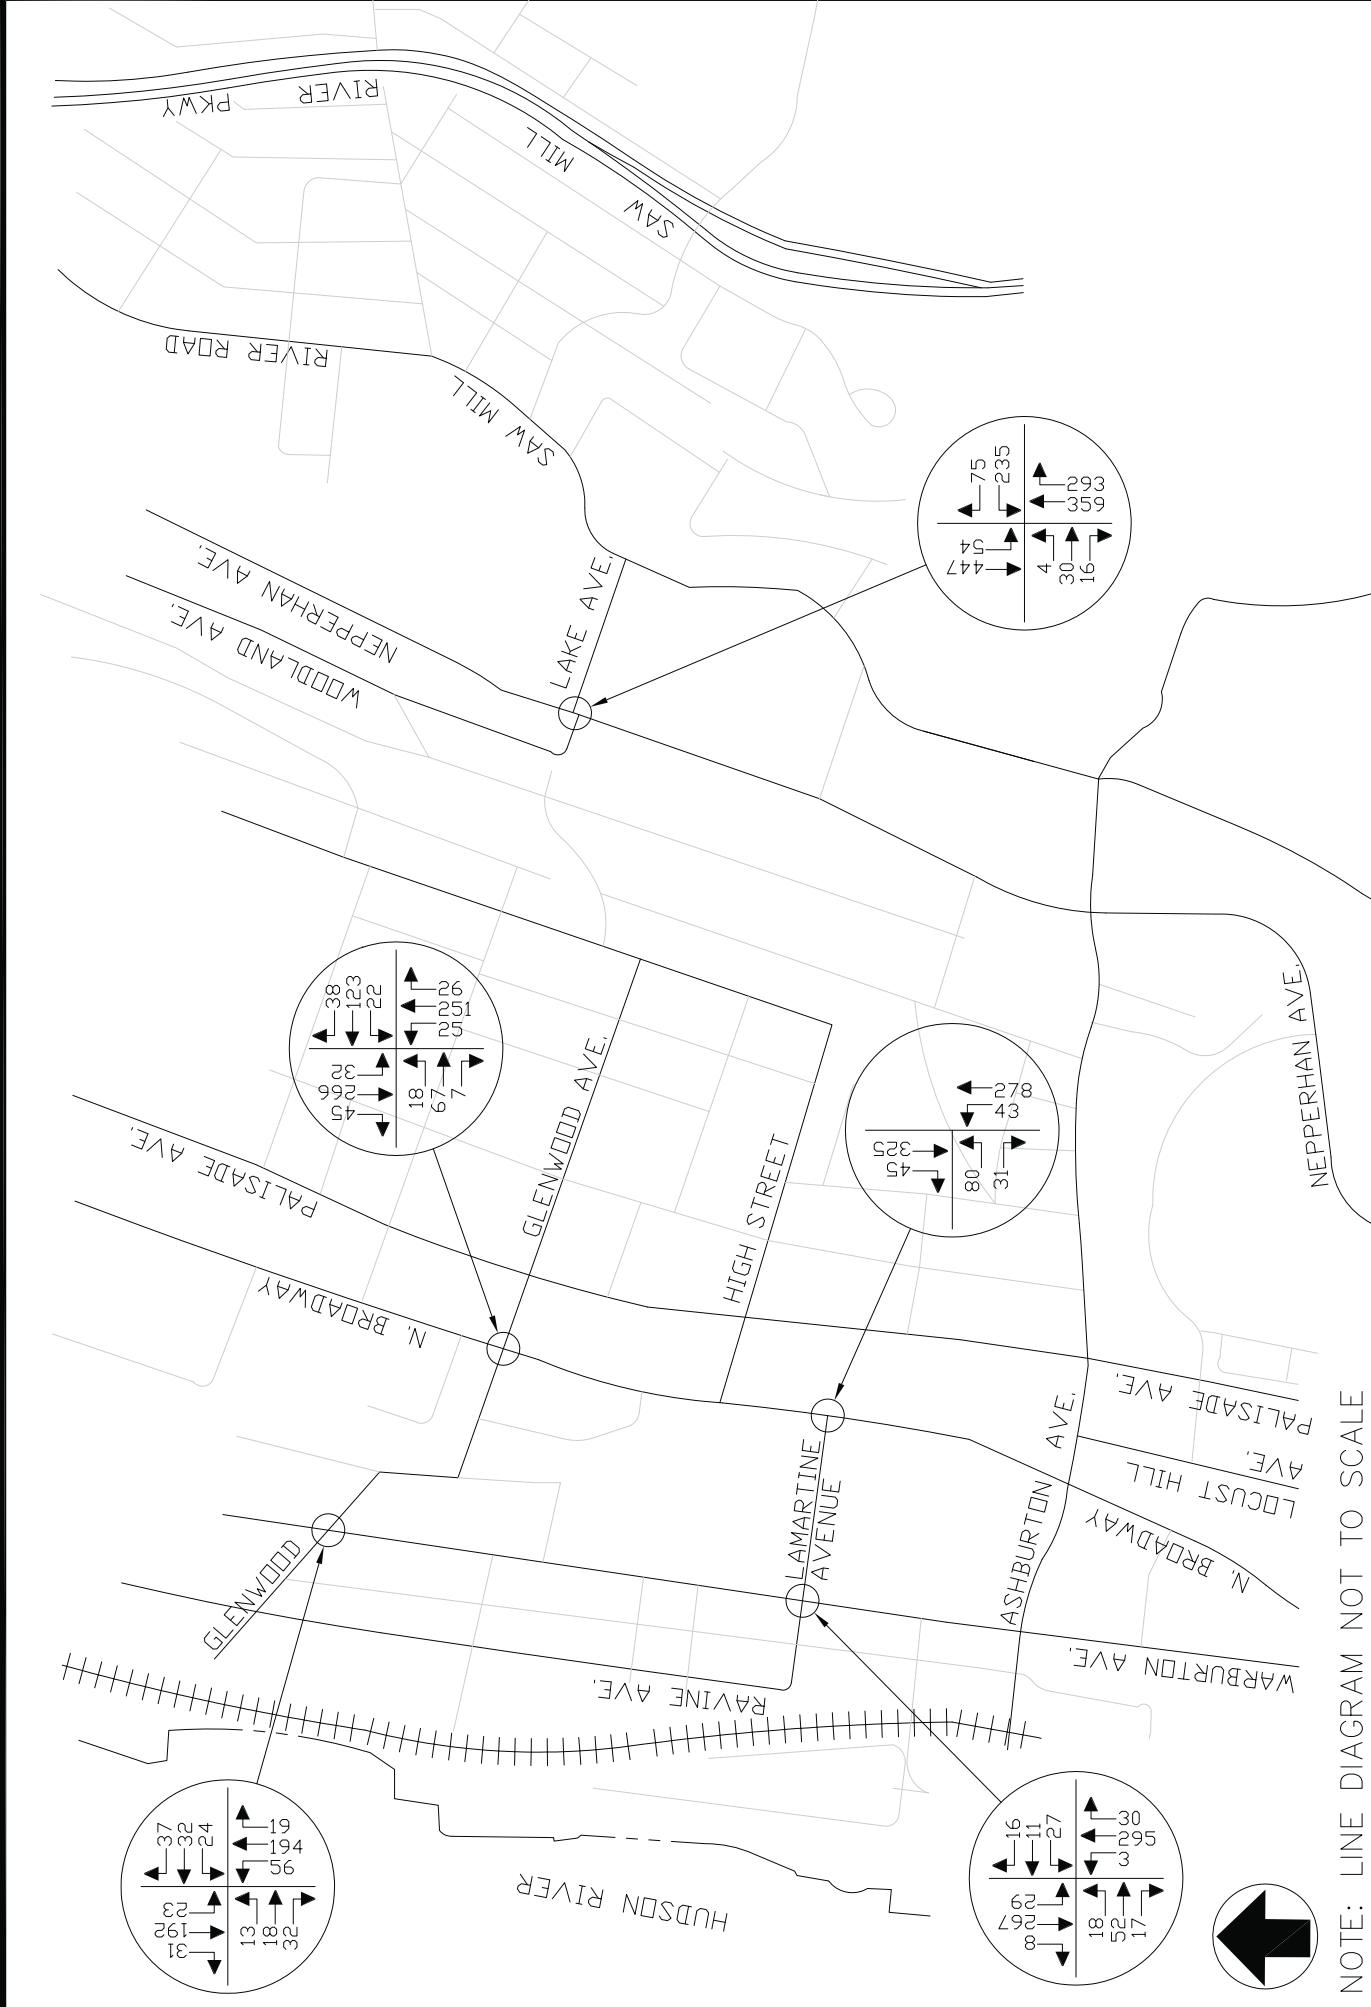 RIVER
PKWY
MILL
SAW
RIVER ROAD
SAW MILL
NEPPERHAN AVE.
WOODLAND AVE.
LAKE AVE.
75
235
293
359
54
447
4
30
16
38
123
22
26
251
25
32
266
45
18
67
7
GLENWOOD AVE.
278
43
325
45
80
31
NEPPERHAN AVE.
PALISADE AVE.
N. BROADWAY
HIGH STREET
PALISADE AVE.
LOCUST HILL
AVE.
ASHBURTON AVE.
LAMARTINE
AVENUE
N. BROADWAY
GLENWOOD
RAVINE AVE.
WARBURTON AVE.
37
32
24
19
194
56
23
192
31
13
18
32
16
11
27
30
295
3
29
267
8
18
52
17
HUDSON RIVER
NOTE: LINE DIAGRAM NOT TO SCALE